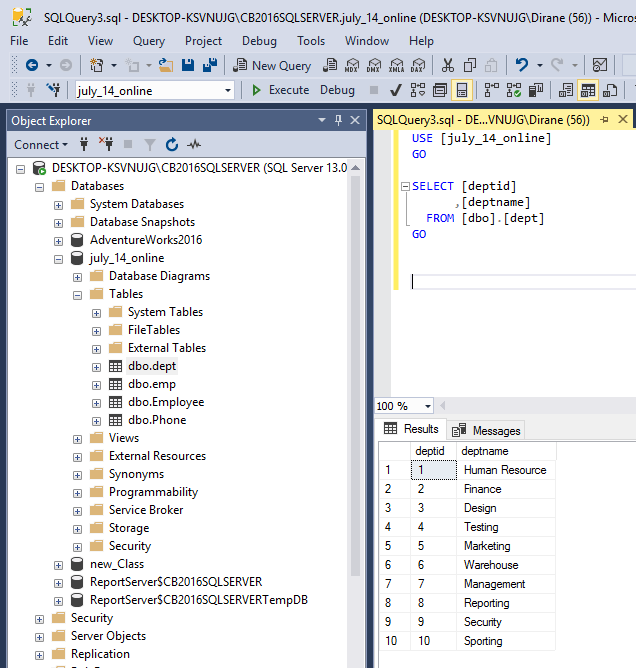 SQLQuery3.sql - DESKTOP-KSVNUJG\CB2016SQLSERVER.july_14_online (DESKTOP-KSVNUJG\Dirane (56)) - Micros
File Edit View Query Project Debug Tools Window Help
New Query MDX DMX XMLA DAX
july_14_online Execute Debug
Object Explorer
Connect
DESKTOP-KSVNUJG\CB2016SQLSERVER (SQL Server 13.0
Databases
System Databases
Database Snapshots
AdventureWorks2016
july_14_online
Database Diagrams
Tables
System Tables
FileTables
External Tables
dbo.dept
dbo.emp
dbo.Employee
dbo.Phone
Views
External Resources
Synonyms
Programmability
Service Broker
Storage
Security
new_Class
ReportServer$CB2016SQLSERVER
ReportServer$CB2016SQLSERVERTempDB
Security
Server Objects
Replication
SQLQuery3.sql - DE...VNUJG\Dirane (56))
USE [july_14_online]
GO
SELECT [deptid]
,[deptname]
FROM [dbo].[dept]
GO
100 %
Results Messages
deptid deptname
1 1 Human Resource
2 2 Finance
3 3 Design
4 4 Testing
5 5 Marketing
6 6 Warehouse
7 7 Management
8 8 Reporting
9 9 Security
10 10 Sporting